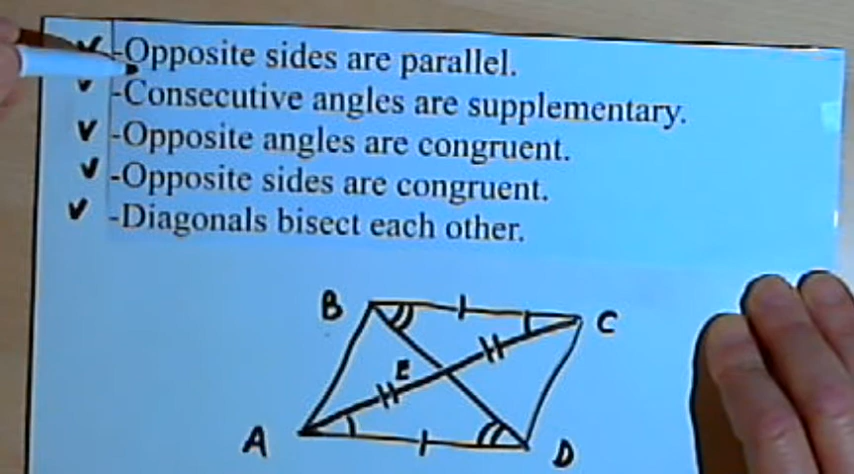 -Opposite sides are parallel.
-Consecutive angles are supplementary.
-Opposite angles are congruent.
-Opposite sides are congruent.
-Diagonals bisect each other.
B C
E
A D